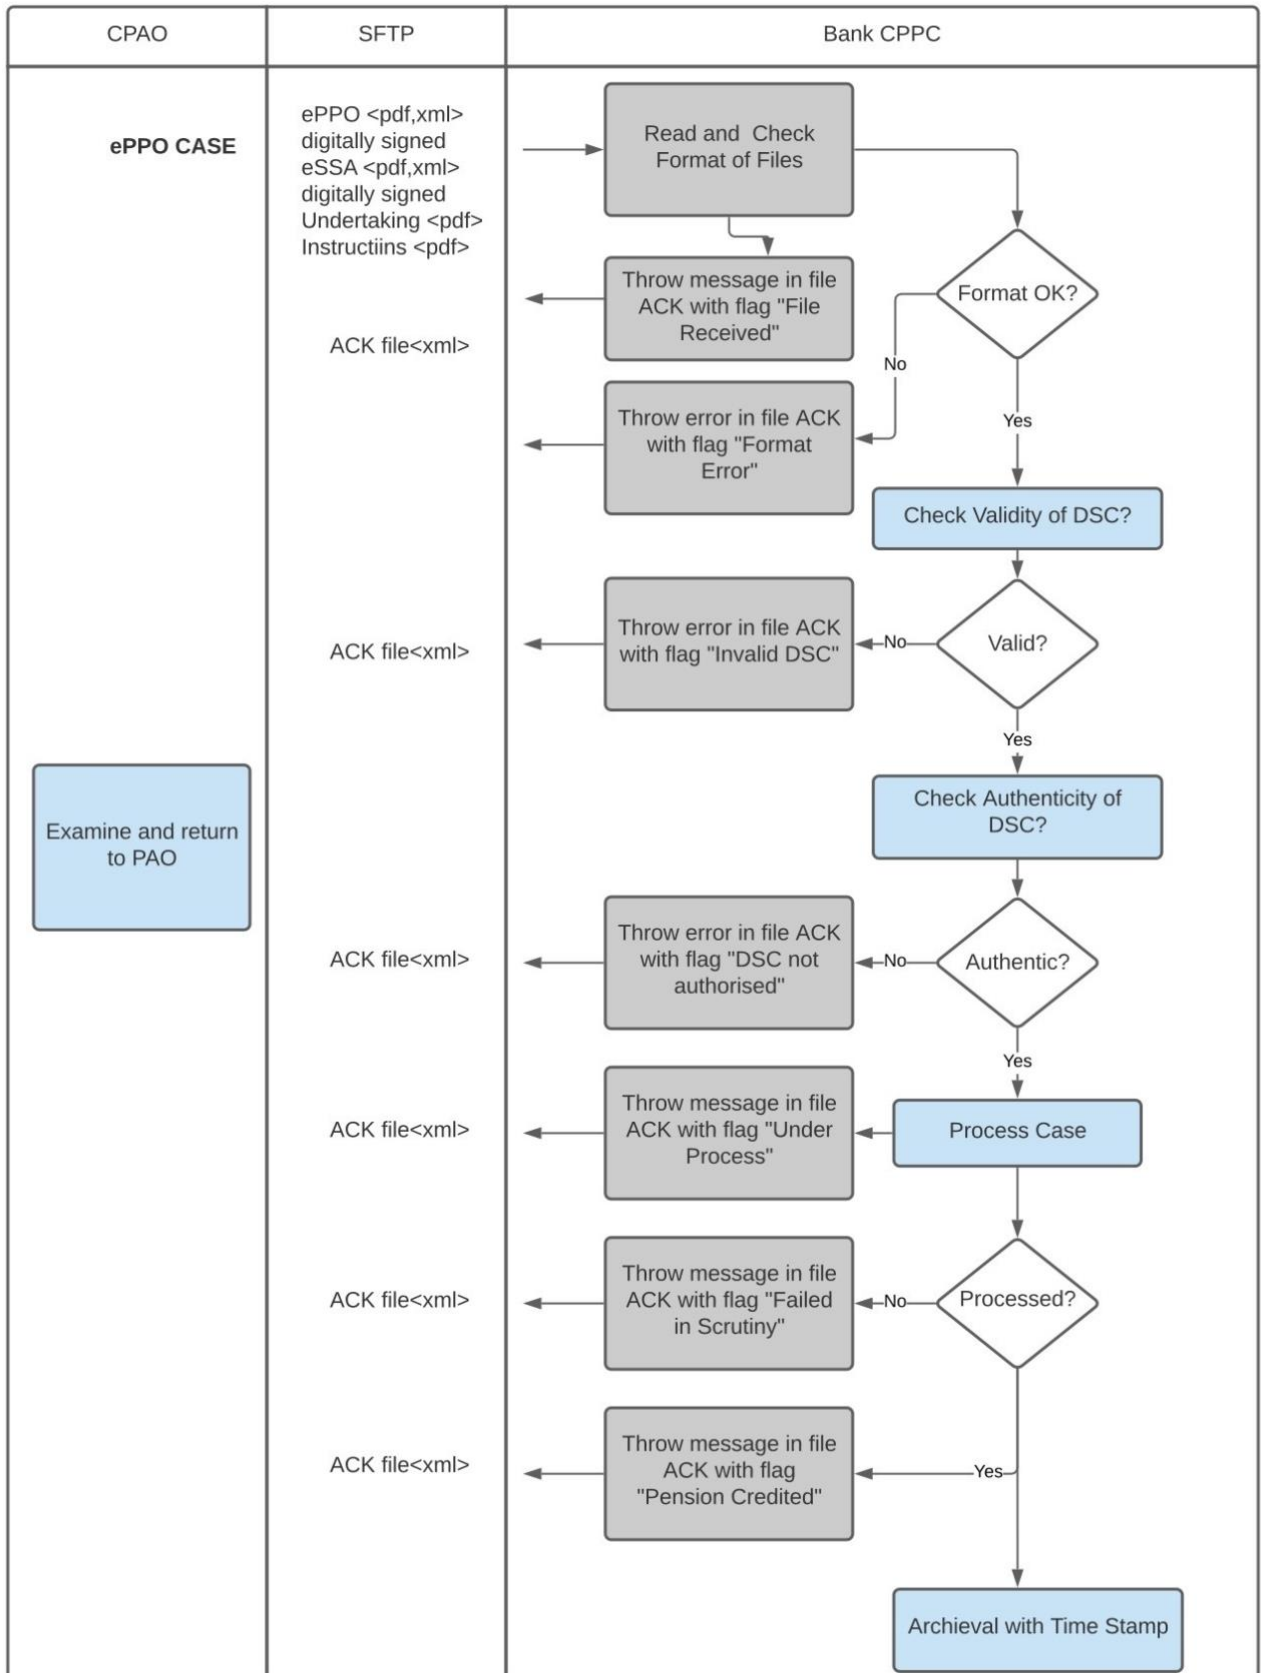 CPAO
SFTP
Bank CPPC
ePPO CASE
ePPO <pdf,xml>
digitally signed
eSSA <pdf,xml>
digitally signed
Undertaking <pdf>
Instructiins <pdf>
Read and Check
Format of Files
Format OK?
Throw message in file
ACK with flag "File
Received"
ACK file<xml>
No
Throw error in file ACK
with flag "Format
Error"
Yes
Check Validity of DSC?
Throw error in file ACK
with flag "Invalid DSC"
No
Valid?
ACK file<xml>
Yes
Examine and return
to PAO
Check Authenticity of
DSC?
Throw error in file ACK
with flag "DSC not
authorised"
No
Authentic?
ACK file<xml>
Yes
Throw message in file
ACK with flag "Under
Process"
Process Case
ACK file<xml>
Throw message in file
ACK with flag "Failed
in Scrutiny"
No
Processed?
ACK file<xml>
Throw message in file
ACK with flag
"Pension Credited"
Yes
ACK file<xml>
Archieval with Time Stamp